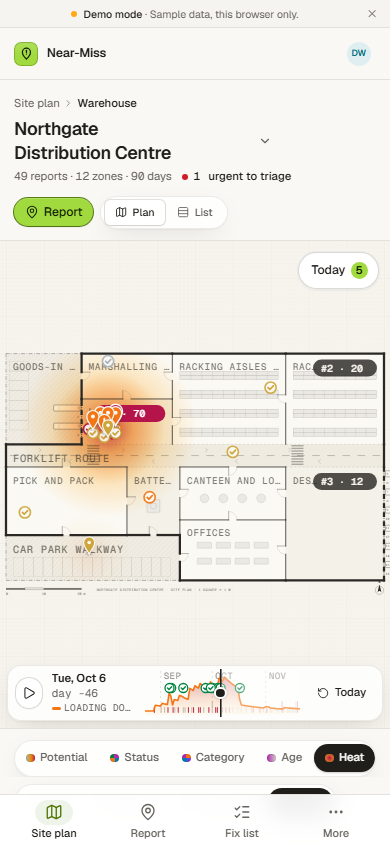 Demo mode · Sample data, this browser only.
Near-Miss
DW
Site plan > Warehouse
Northgate
Distribution Centre
49 reports · 12 zones · 90 days 1 urgent to triage
Report
Plan
List
Today 5
GOODS-IN …
MARSHALLING …
RACKING AISLES …
RAC
#2 · 20
70
FORKLIFT ROUTE
PICK AND PACK
BATTE…
CANTEEN AND LO…
DES
#3 · 12
OFFICES
CAR PARK WALKWAY
Tue, Oct 6
day −46
LOADING DO…
SEP
OCT
NOV
Today
Potential
Status
Category
Age
Heat
Site plan
Report
Fix list
More